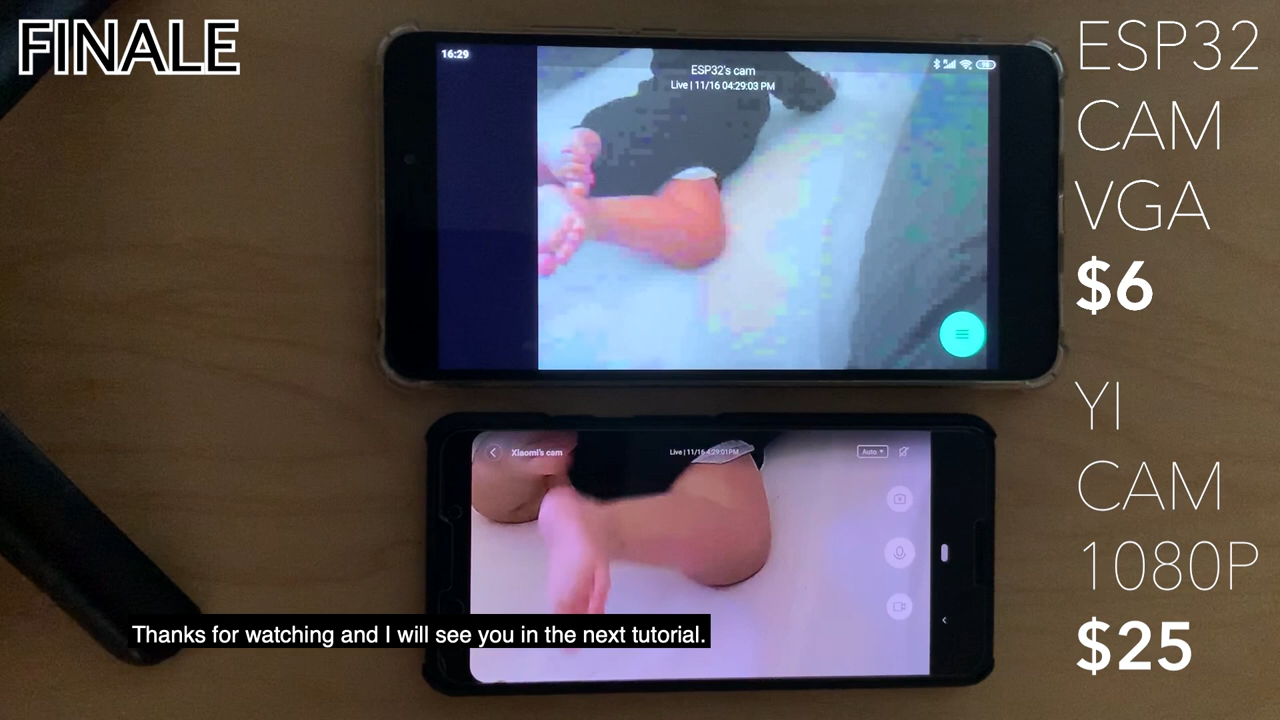 FINALE
16:29
ESP32's cam
Live | 11/16 04:29:03 PM
ESP32
CAM
VGA
$6
Xiaomi's cam
Live | 11/16 4:29:01PM
Auto
YI
CAM
1080P
$25
Thanks for watching and I will see you in the next tutorial.